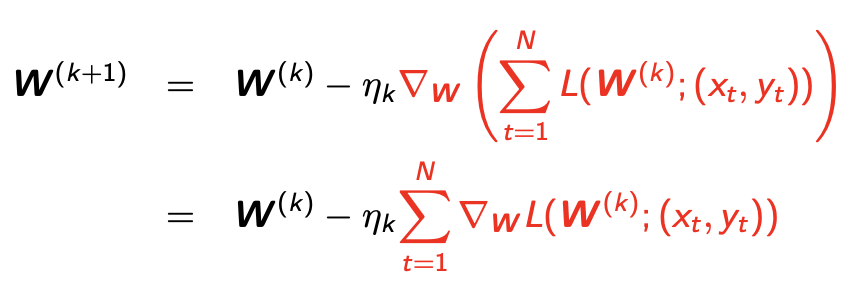 W^{(k+1)} = W^{(k)} − η_k ∇_W ( ∑_{t=1}^{N} L(W^{(k)}; (x_t, y_t)) )
= W^{(k)} − η_k ∑_{t=1}^{N} ∇_W L(W^{(k)}; (x_t, y_t))